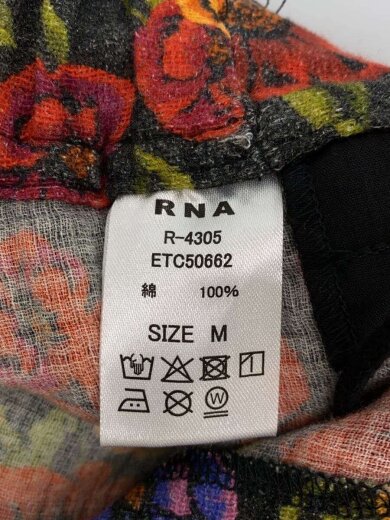 RNA
R-4305
ETC50662
綿 100%
SIZE M
W